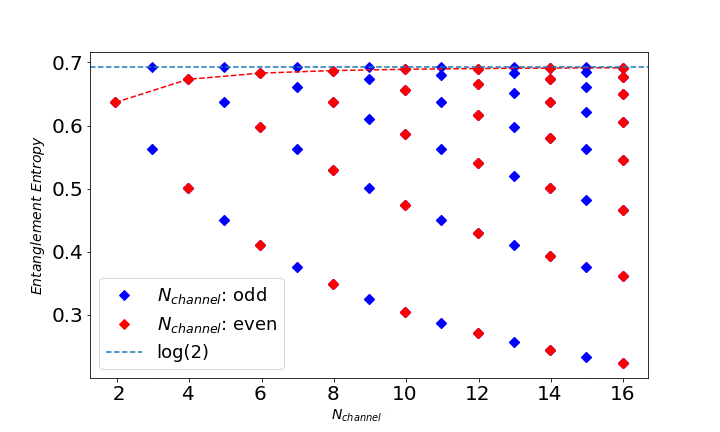 0.7
0.6
0.5
0.4
0.3
Entanglement Entropy
N_channel: odd
N_channel: even
log(2)
2 4 6 8 10 12 14 16
N_channel